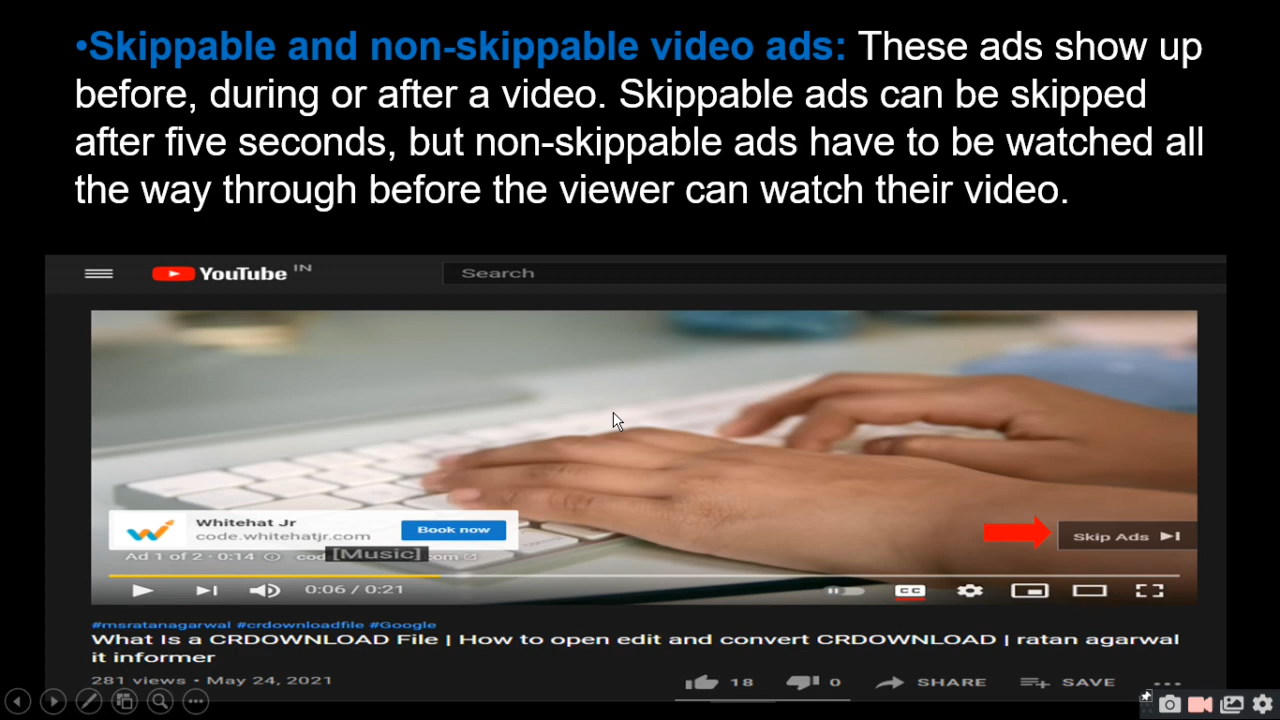 •Skippable and non-skippable video ads: These ads show up
before, during or after a video. Skippable ads can be skipped
after five seconds, but non-skippable ads have to be watched all
the way through before the viewer can watch their video.
YouTube IN
Search
Whitehat Jr
code.whitehatjr.com
Book now
Skip Ads
Ad 1 of 2 · 0:14
[Music]
0:06 / 0:21
CC
#msratanagarwal #crdownloadfile #Google
What Is a CRDOWNLOAD File | How to open edit and convert CRDOWNLOAD | ratan agarwal
it informer
281 views • May 24, 2021
18
0
SHARE
SAVE